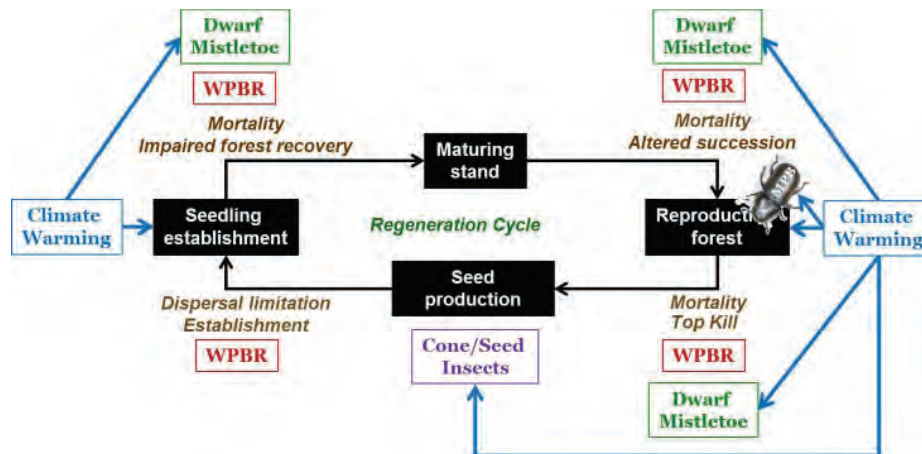 Dwarf
Mistletoe
WPBR
Mortality
Impaired forest recovery
Dwarf
Mistletoe
WPBR
Mortality
Altered succession
Maturing
stand
MPB
Climate
Warming
Seedling
establishment
Regeneration Cycle
forest
Climate
Warming
Seed
production
Dispersal limitation
Establishment
WPBR
Cone/Seed
Insects
Mortality
Top Kill
WPBR
Dwarf
Mistletoe